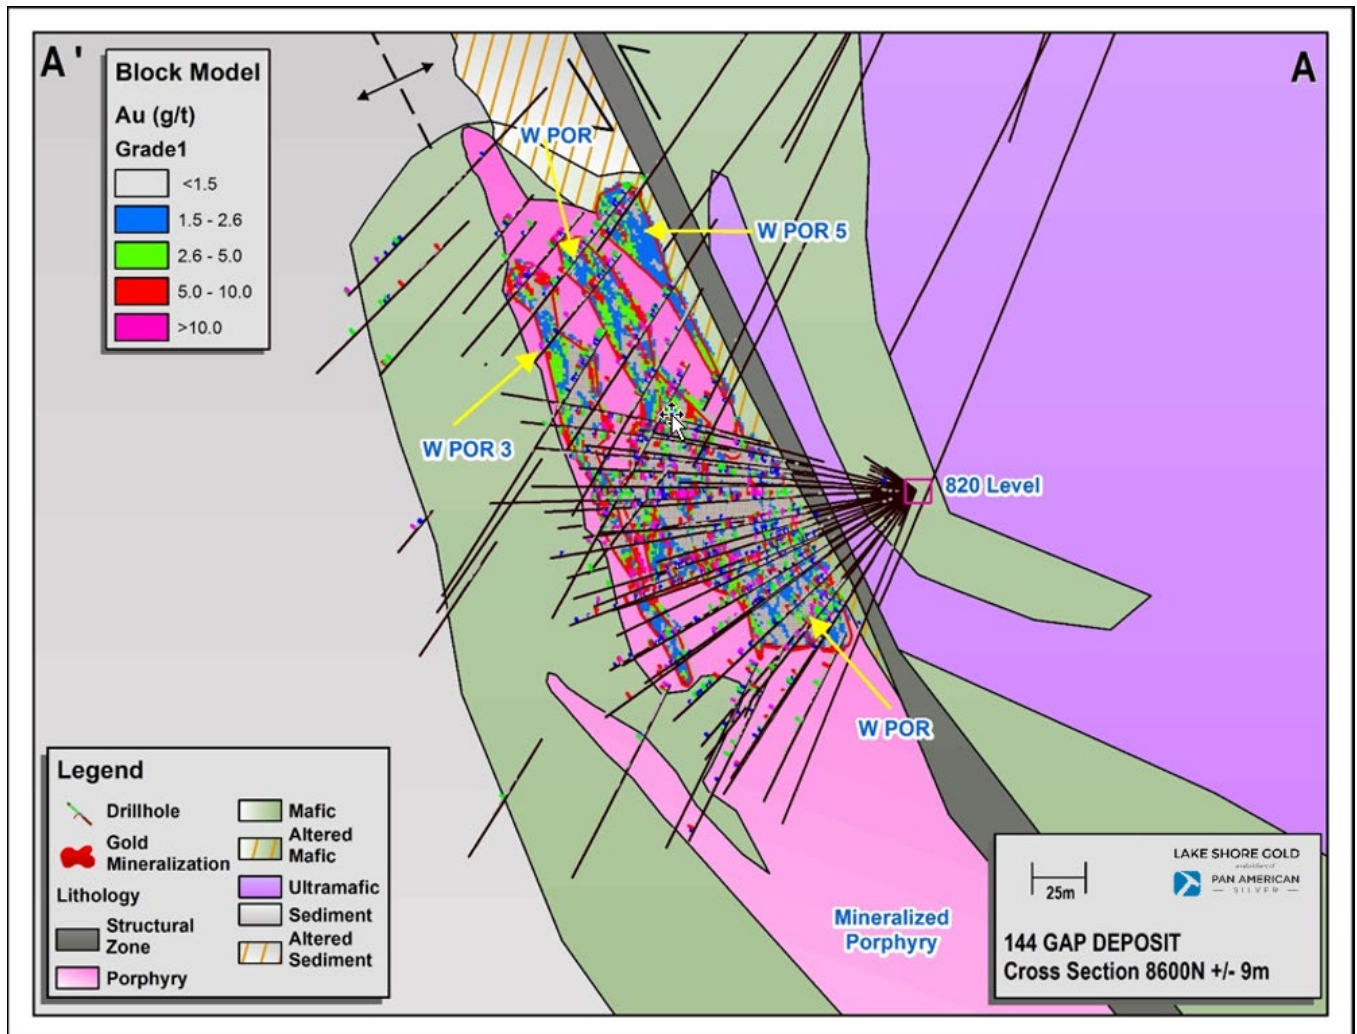 A'
A
Block Model
Au (g/t)
Grade1
<1.5
1.5 - 2.6
2.6 - 5.0
5.0 - 10.0
>10.0
W POR
W POR 5
W POR 3
820 Level
W POR
Mineralized
Porphyry
Legend
Drillhole
Gold
Mineralization
Lithology
Structural
Zone
Porphyry
Mafic
Altered
Mafic
Ultramafic
Sediment
Altered
Sediment
25m
LAKE SHORE GOLD
PAN AMERICAN
SILVER
144 GAP DEPOSIT
Cross Section 8600N +/- 9m